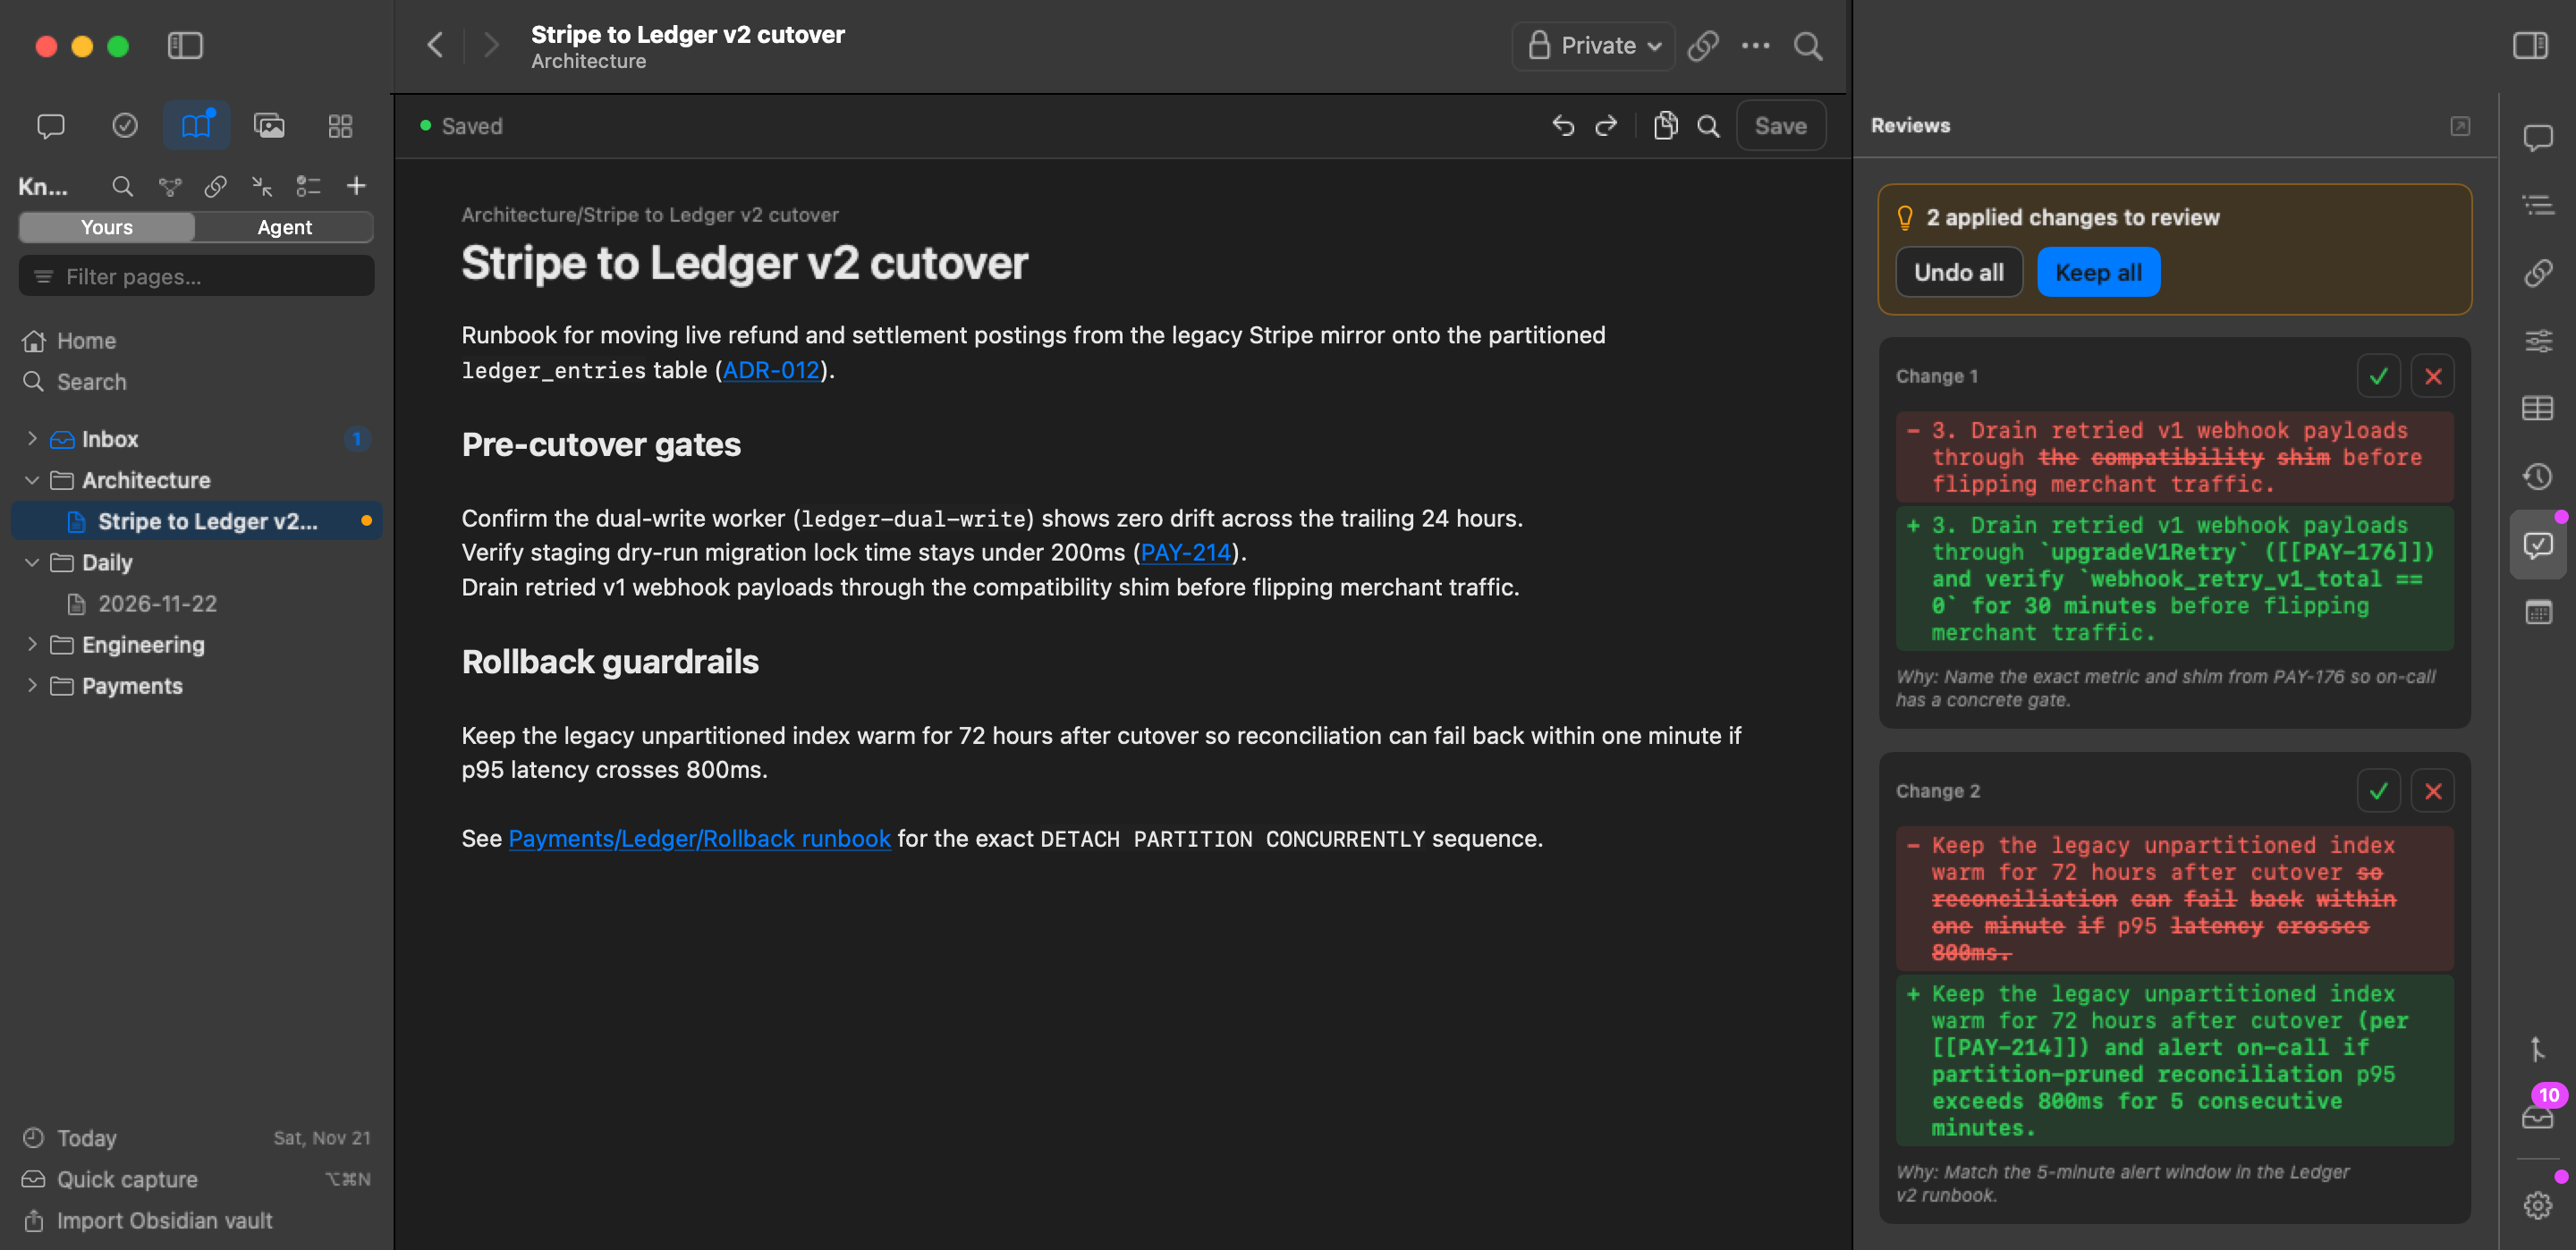 Stripe to Ledger v2 cutover
Architecture
Private
Kn...
Yours
Agent
Filter pages...
Home
Search
Inbox
1
Architecture
Stripe to Ledger v2...
Daily
2026-11-22
Engineering
Payments
Today
Sat, Nov 21
Quick capture
⌥⌘N
Import Obsidian vault
Saved
Save
Architecture/Stripe to Ledger v2 cutover
Stripe to Ledger v2 cutover
Runbook for moving live refund and settlement postings from the legacy Stripe mirror onto the partitioned
ledger_entries table (ADR-012).
Pre-cutover gates
Confirm the dual-write worker (ledger-dual-write) shows zero drift across the trailing 24 hours.
Verify staging dry-run migration lock time stays under 200ms (PAY-214).
Drain retried v1 webhook payloads through the compatibility shim before flipping merchant traffic.
Rollback guardrails
Keep the legacy unpartitioned index warm for 72 hours after cutover so reconciliation can fail back within one minute if
p95 latency crosses 800ms.
See Payments/Ledger/Rollback runbook for the exact DETACH PARTITION CONCURRENTLY sequence.
Reviews
2 applied changes to review
Undo all
Keep all
Change 1
- 3. Drain retried v1 webhook payloads
through the compatibility shim before
flipping merchant traffic.
+ 3. Drain retried v1 webhook payloads
through `upgradeV1Retry` ([[PAY-176]])
and verify `webhook_retry_v1_total ==
0` for 30 minutes before flipping
merchant traffic.
Why: Name the exact metric and shim from PAY-176 so on-call
has a concrete gate.
Change 2
- Keep the legacy unpartitioned index
warm for 72 hours after cutover so
reconciliation can fail back within
one minute if p95 latency crosses
800ms.
+ Keep the legacy unpartitioned index
warm for 72 hours after cutover (per
[[PAY-214]]) and alert on-call if
partition-pruned reconciliation p95
exceeds 800ms for 5 consecutive
minutes.
Why: Match the 5-minute alert window in the Ledger
v2 runbook.
10